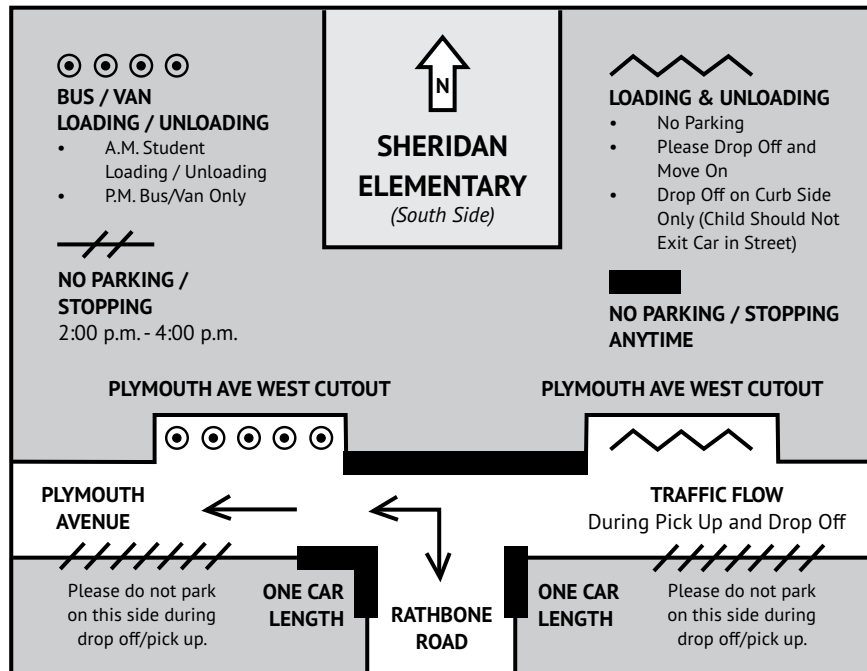 BUS / VAN
LOADING / UNLOADING
• A.M. Student
Loading / Unloading
• P.M. Bus/Van Only
NO PARKING /
STOPPING
2:00 p.m. - 4:00 p.m.
N
SHERIDAN
ELEMENTARY
(South Side)
LOADING & UNLOADING
• No Parking
• Please Drop Off and
Move On
• Drop Off on Curb Side
Only (Child Should Not
Exit Car in Street)
NO PARKING / STOPPING
ANYTIME
PLYMOUTH AVE WEST CUTOUT
PLYMOUTH AVE WEST CUTOUT
PLYMOUTH
AVENUE
TRAFFIC FLOW
During Pick Up and Drop Off
Please do not park
on this side during
drop off/pick up.
ONE CAR
LENGTH
RATHBONE
ROAD
ONE CAR
LENGTH
Please do not park
on this side during
drop off/pick up.